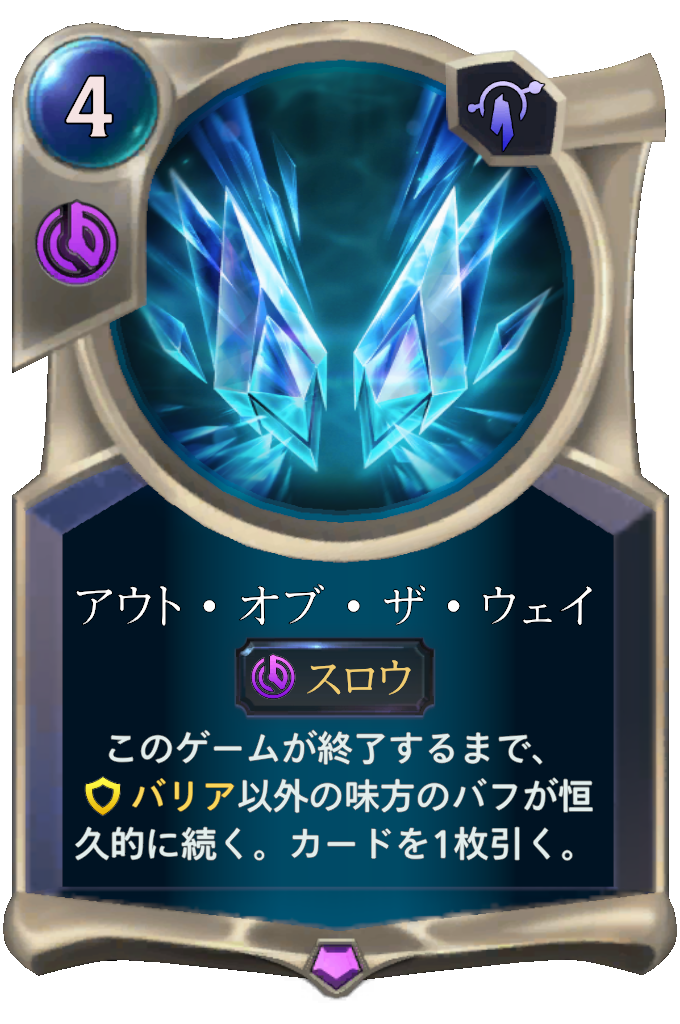 4
アウト・オブ・ザ・ウェイ
スロウ
このゲームが終了するまで、
バリア以外の味方のバフが恒
久的に続く。カードを1枚引く。